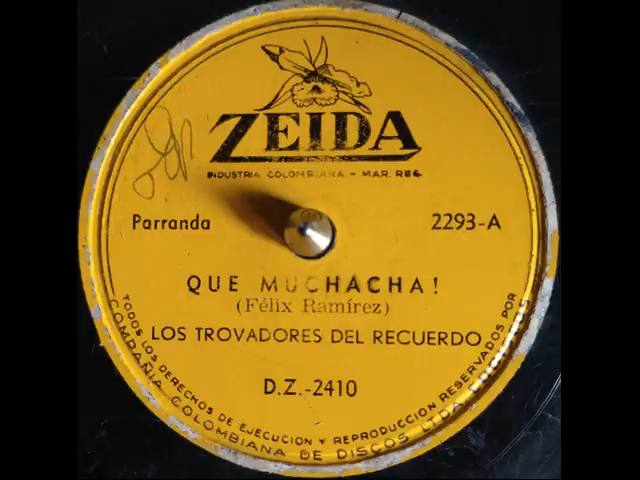 ZEIDA
INDUSTRIA COLOMBIANA - MAR. REG.
Parranda
2293-A
QUE MUCHACHA!
(Félix Ramírez)
LOS TROVADORES DEL RECUERDO
D.Z.-2410
TODOS LOS DERECHOS DE EJECUCION Y REPRODUCCION RESERVADOS POR
COMPAÑIA COLOMBIANA DE DISCOS LTDA.